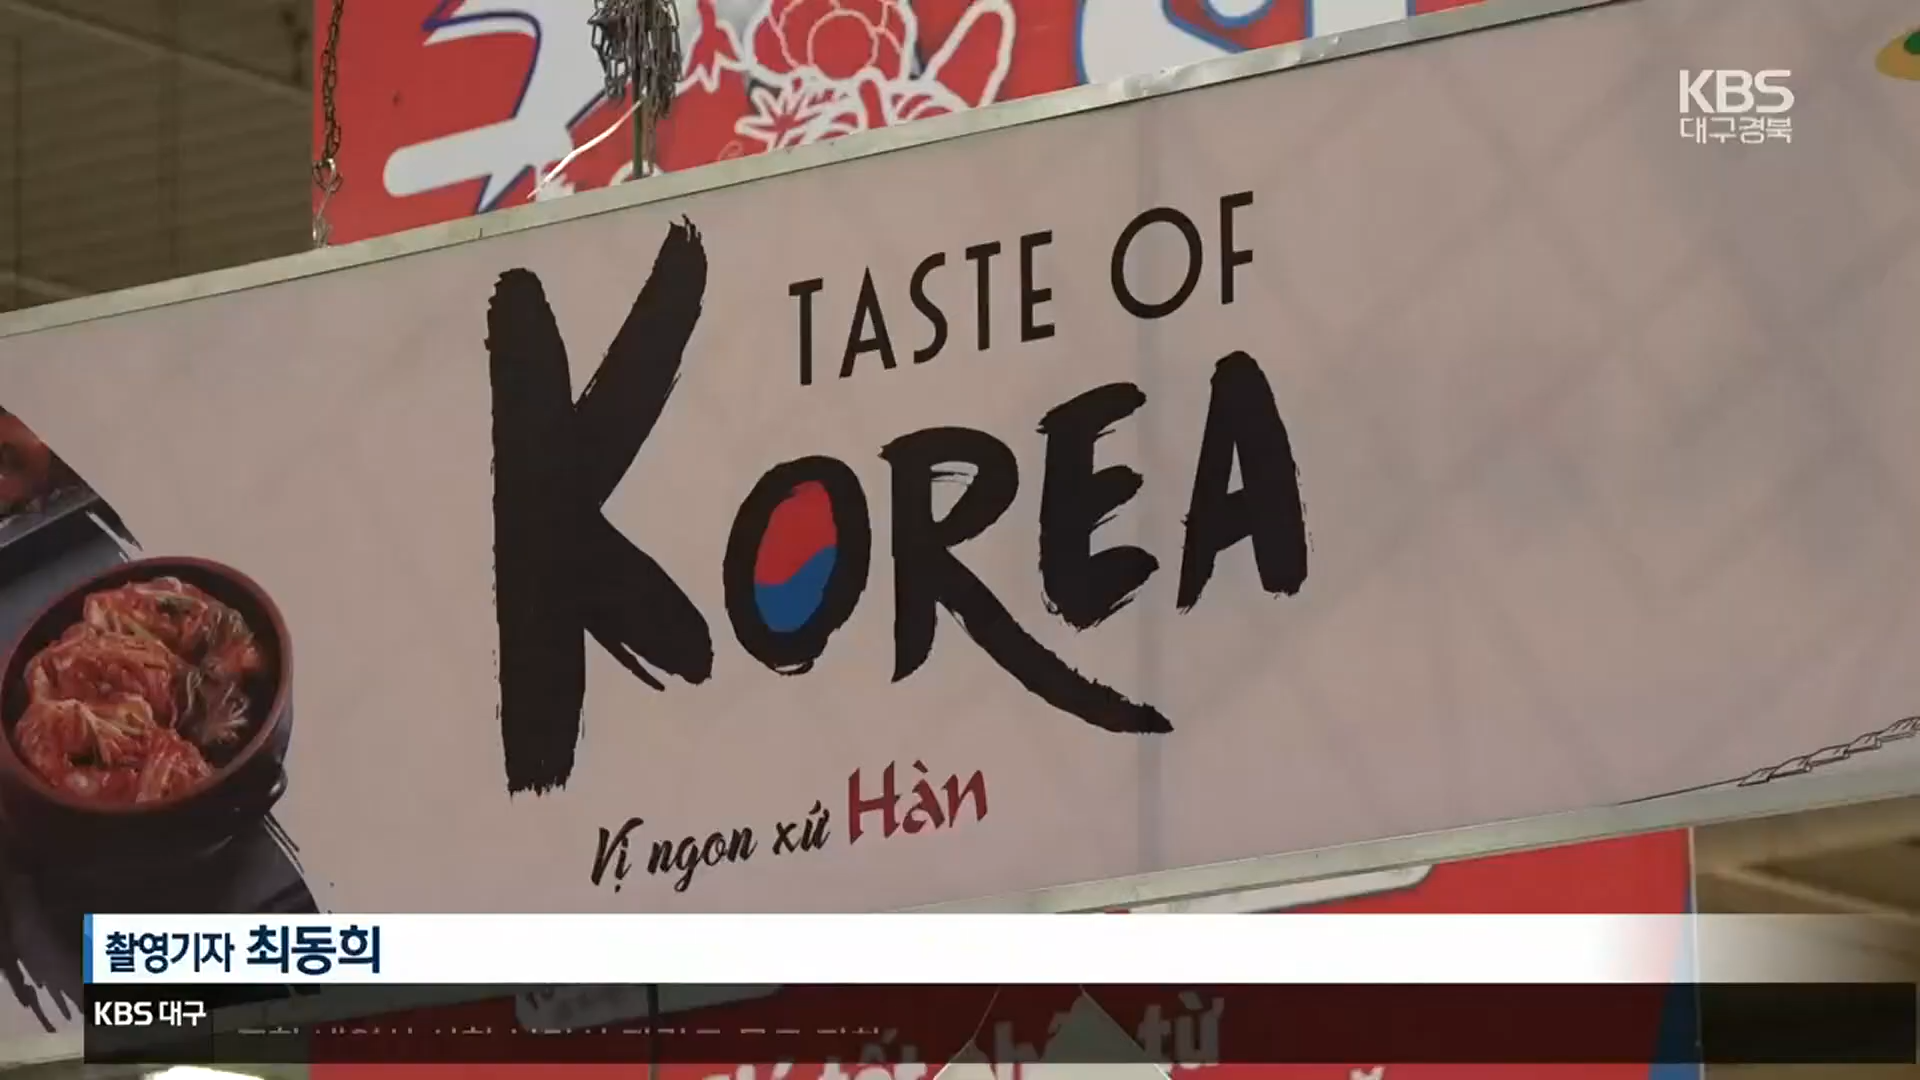 KBS
대구경북
TASTE OF
KOREA
Vị ngon xứ Hàn
촬영기자 최동희
KBS 대구